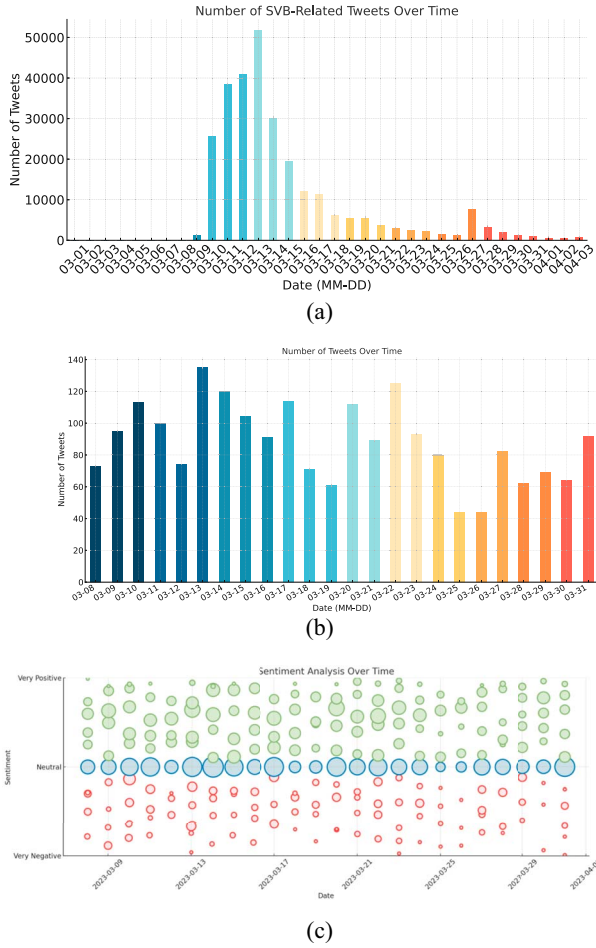 Number of SVB-Related Tweets Over Time
50000
40000
30000
20000
10000
0
Number of Tweets
03-01 03-02 03-03 03-04 03-05 03-06 03-07 03-08 03-10 03-11 03-12 03-13 03-14 03-15 03-16 03-17 03-18 03-19 03-20 03-21 03-22 03-23 03-24 03-25 03-26 03-27 03-28 03-29 03-30 03-31 04-01 04-02 04-03
Date (MM-DD)
(a)
Number of Tweets Over Time
140
120
100
80
60
40
20
0
Number of Tweets
03-08 03-09 03-10 03-11 03-12 03-13 03-14 03-15 03-16 03-17 03-18 03-19 03-20 03-21 03-22 03-23 03-24 03-25 03-26 03-27 03-28 03-29 03-30 03-31
Date (MM-DD)
(b)
Sentiment Analysis Over Time
Very Positive
Neutral
Very Negative
Sentiment
2023-03-09 2023-03-13 2023-03-17 2023-03-21 2023-03-25 2027-03-29 2023-04-0
Date
(c)